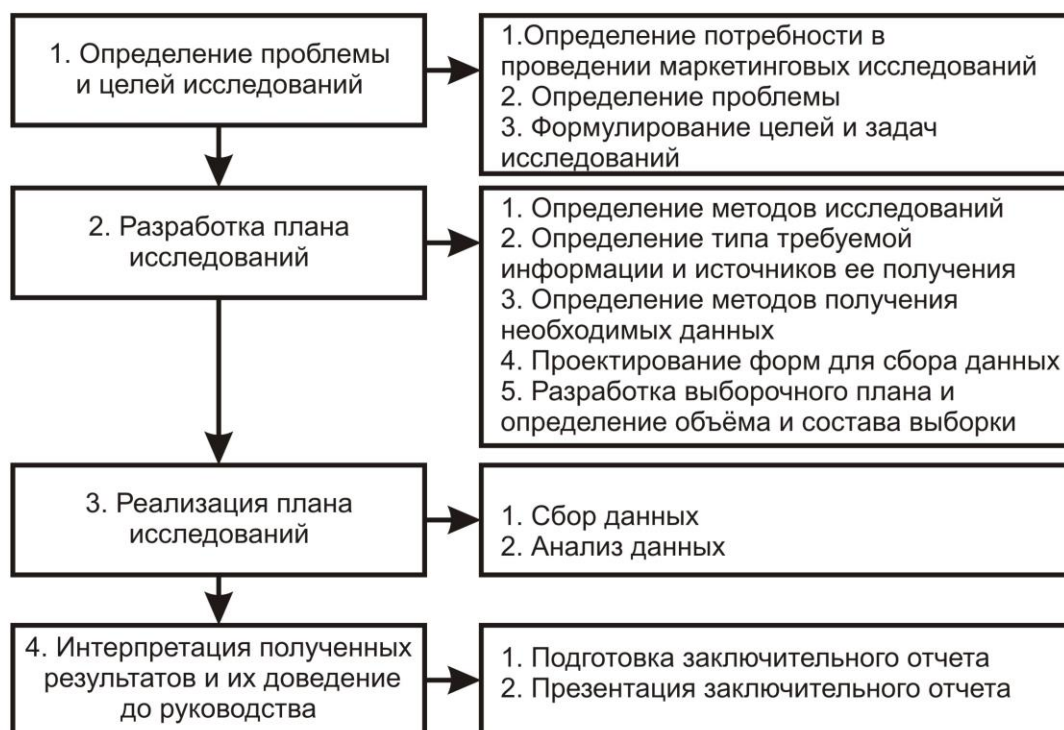 1. Определение проблемы
и целей исследований
1.Определение потребности в
проведении маркетинговых исследований
2. Определение проблемы
3. Формулирование целей и задач
исследований
2. Разработка плана
исследований
1. Определение методов исследований
2. Определение типа требуемой
информации и источников ее получения
3. Определение методов получения
необходимых данных
4. Проектирование форм для сбора данных
5. Разработка выборочного плана и
определение объёма и состава выборки
3. Реализация плана
исследований
1. Сбор данных
2. Анализ данных
4. Интерпретация полученных
результатов и их доведение
до руководства
1. Подготовка заключительного отчета
2. Презентация заключительного отчета